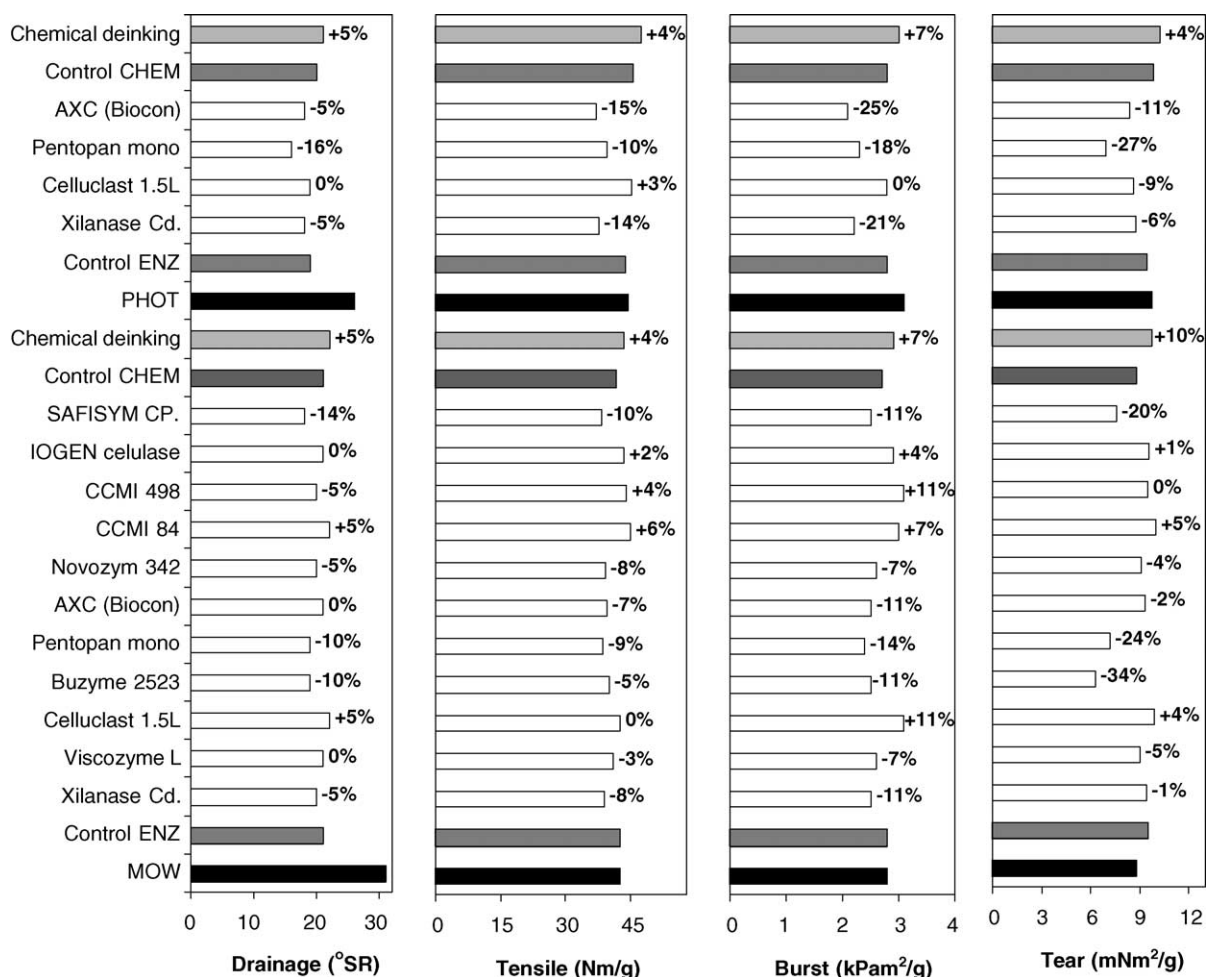 Chemical deinking +5% +4% +7% +4%
Control CHEM
AXC (Biocon) -5% -15% -25% -11%
Pentopan mono -16% -10% -18% -27%
Celluclast 1.5L 0% +3% 0% -9%
Xilanase Cd. -5% -14% -21% -6%
Control ENZ
PHOT
Chemical deinking +5% +4% +7% +10%
Control CHEM
SAFISYM CP. -14% -10% -11% -20%
IOGEN celulase 0% +2% +4% +1%
CCMI 498 -5% +4% +11% 0%
CCMI 84 +5% +6% +7% +5%
Novozym 342 -5% -8% -7% -4%
AXC (Biocon) 0% -7% -11% -2%
Pentopan mono -10% -9% -14% -24%
Buzyme 2523 -10% -5% -11% -34%
Celluclast 1.5L +5% 0% +11% +4%
Viscozyme L 0% -3% -7% -5%
Xilanase Cd. -5% -8% -11% -1%
Control ENZ
MOW
0 10 20 30 0 15 30 45 0 1 2 3 4 0 3 6 9 12
Drainage (°SR) Tensile (Nm/g) Burst (kPam²/g) Tear (mNm²/g)